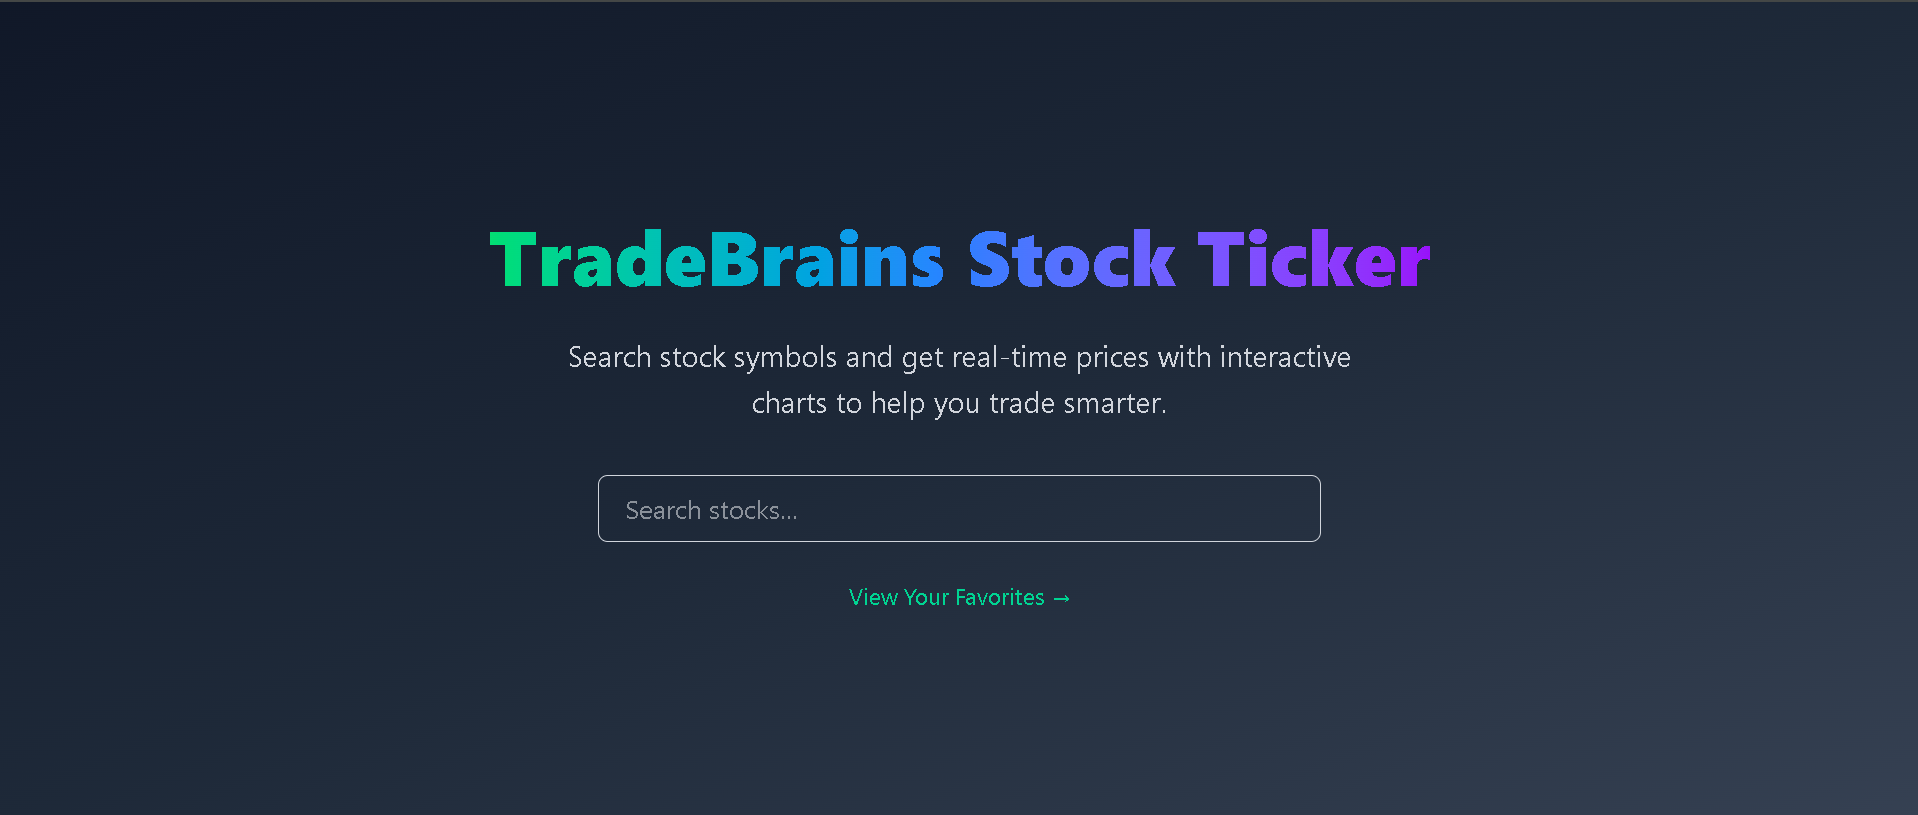 TradeBrains Stock Ticker
Search stock symbols and get real-time prices with interactive
charts to help you trade smarter.
Search stocks...
View Your Favorites →